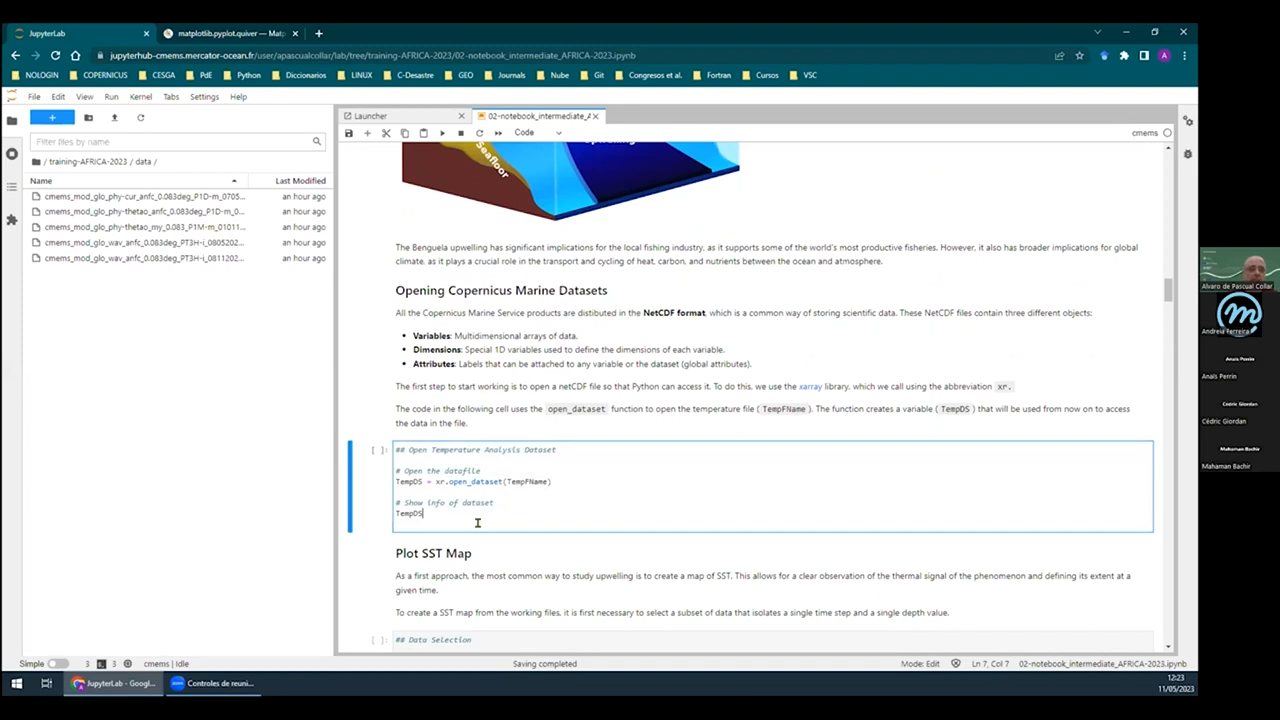 JupyterLab
matplotlib.pyplot.quiver — Mat
jupyterhub-cmems.mercator-ocean.fr/user/apascualcollar/lab/tree/training-AFRICA-2023/02-notebook_intermediate_AFRICA-2023.ipynb
A
NOLOGIN COPERNICUS CESGA PdE Python Diccionarios LINUX C-Desastre GEO Journals Nube Git Congresos et al. Fortran Cursos VSC
File Edit View Run Kernel Tabs Settings Help
Launcher
02-notebook_intermediate_A
Filter files by name
Code
cmems
/ training-AFRICA-2023 / data /
Name Last Modified
cmems_mod_glo_phy-cur_anfc_0.083deg_P1D-m_0705... an hour ago
cmems_mod_glo_phy-thetao_anfc_0.083deg_P1D-m_0... an hour ago
cmems_mod_glo_phy-thetao_my_0.083_P1M-m_01011... an hour ago
cmems_mod_glo_wav_anfc_0.083deg_PT3H-i_0805202... an hour ago
cmems_mod_glo_wav_anfc_0.083deg_PT3H-i_0811202... an hour ago
Seafloor
The Benguela upwelling has significant implications for the local fishing industry, as it supports some of the world's most productive fisheries. However, it also has broader implications for global
climate, as it plays a crucial role in the transport and cycling of heat, carbon, and nutrients between the ocean and atmosphere.
Opening Copernicus Marine Datasets
All the Copernicus Marine Service products are distibuted in the NetCDF format, which is a common way of storing scientific data. These NetCDF files contain three different objects:
• Variables: Multidimensional arrays of data.
• Dimensions: Special 1D variables used to define the dimensions of each variable.
• Attributes: Labels that can be attached to any variable or the dataset (global attributes).
The first step to start working is to open a netCDF file so that Python can access it. To do this, we use the xarray library, which we call using the abbreviation xr.
The code in the following cell uses the open_dataset function to open the temperature file ( TempFName ). The function creates a variable ( TempDS ) that will be used from now on to access
the data in the file.
[ ]: ## Open Temperature Analysis Dataset
# Open the datafile
TempDS = xr.open_dataset(TempFName)
# Show info of dataset
TempDS
Plot SST Map
As a first approach, the most common way to study upwelling is to create a map of SST. This allows for a clear observation of the thermal signal of the phenomenon and defining its extent at a
given time.
To create a SST map from the working files, it is first necessary to select a subset of data that isolates a single time step and a single depth value.
[ ]: ## Data Selection
Simple 3 3 cmems | Idle Saving completed Mode: Edit Ln 7, Col 7 02-notebook_intermediate_AFRICA-2023.ipynb
JupyterLab - Googl...
Controles de reuni...
12:23
11/05/2023
Alvaro de Pascual Collar
Andreia Ferreira
Anaïs Perrin
Anaïs Perrin
Cédric Giordan
Cédric Giordan
Mahaman Bachir
Mahaman Bachir